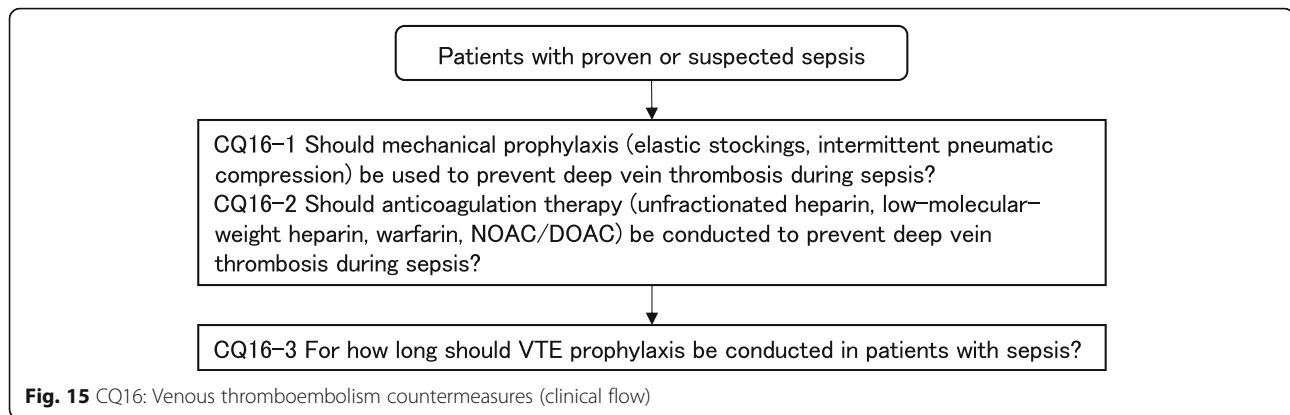 Patients with proven or suspected sepsis
CQ16-1 Should mechanical prophylaxis (elastic stockings, intermittent pneumatic
compression) be used to prevent deep vein thrombosis during sepsis?
CQ16-2 Should anticoagulation therapy (unfractionated heparin, low-molecular-
weight heparin, warfarin, NOAC/DOAC) be conducted to prevent deep vein
thrombosis during sepsis?
CQ16-3 For how long should VTE prophylaxis be conducted in patients with sepsis?
Fig. 15 CQ16: Venous thromboembolism countermeasures (clinical flow)